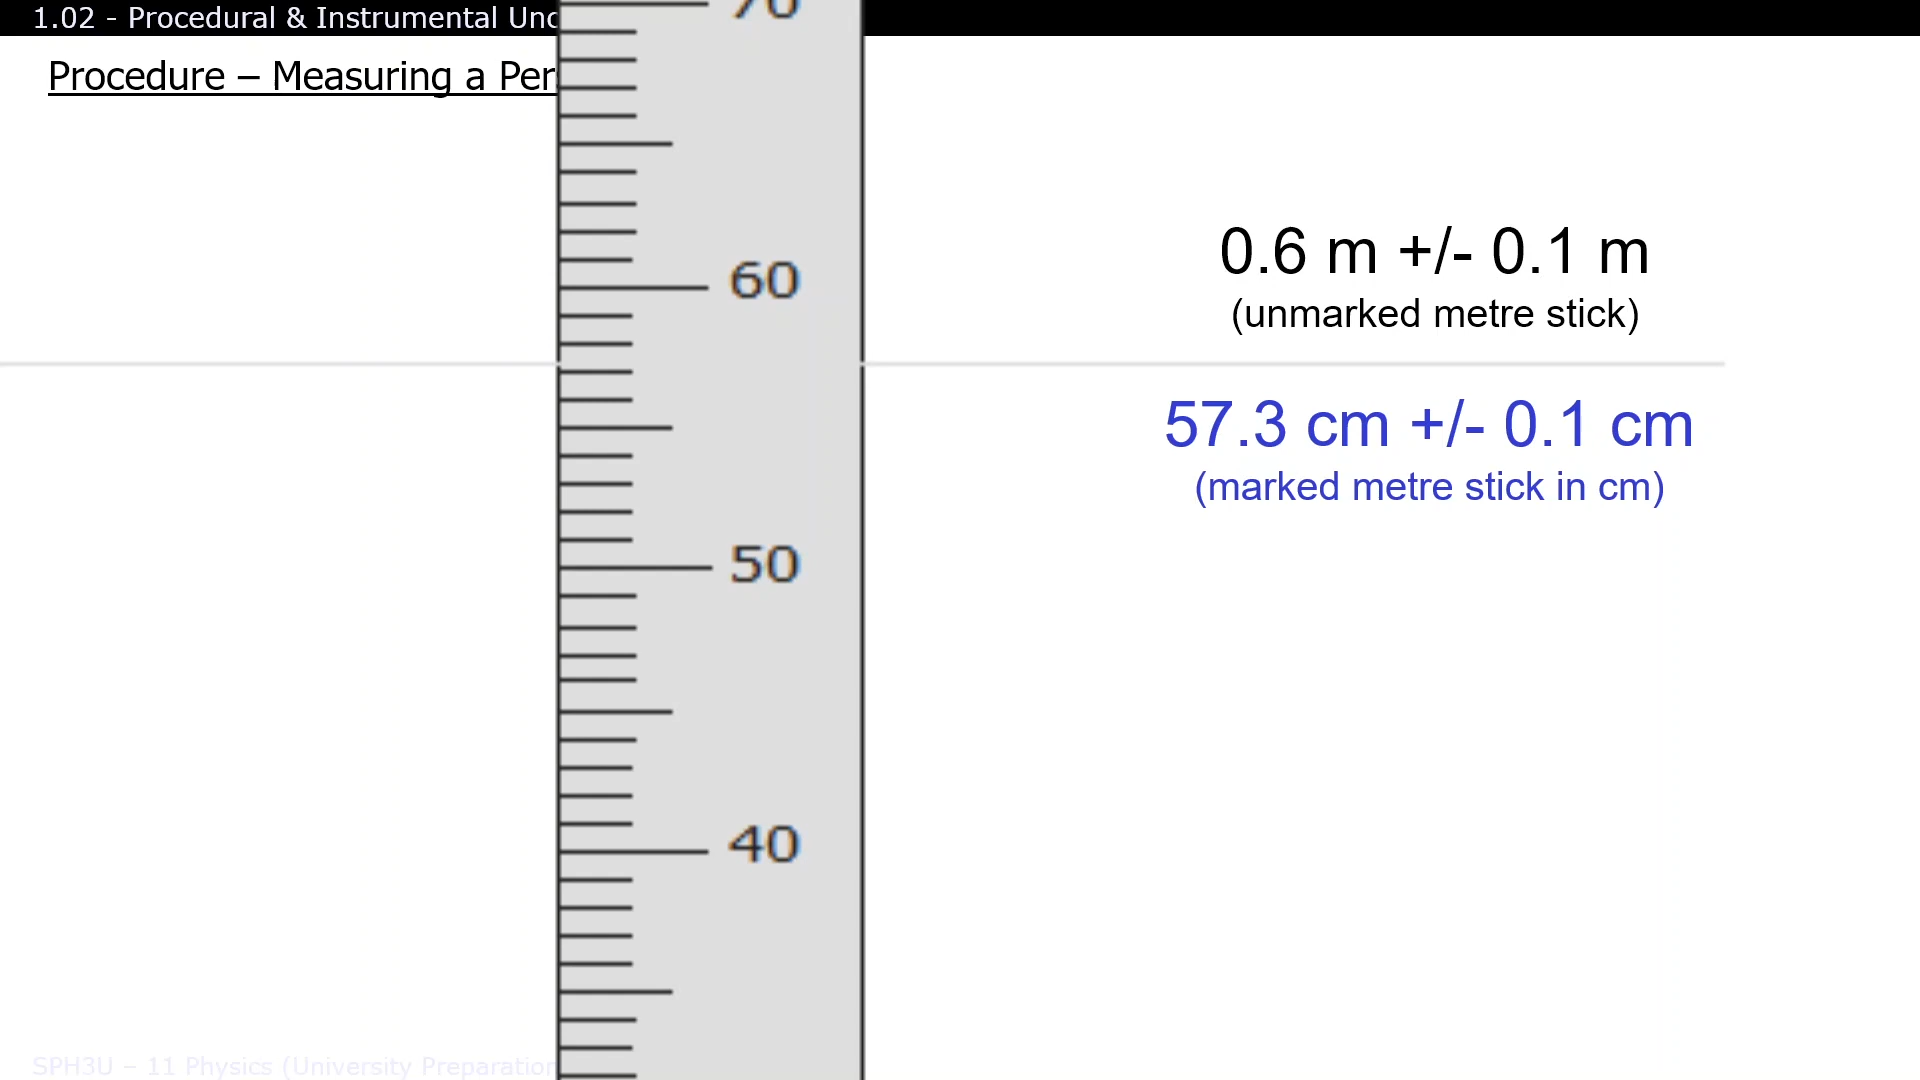 1.02 - Procedural & Instrumental Unc
Procedure – Measuring a Per
70
60
50
40
0.6 m +/- 0.1 m
(unmarked metre stick)
57.3 cm +/- 0.1 cm
(marked metre stick in cm)
SPH3U – 11 Physics (University Preparation